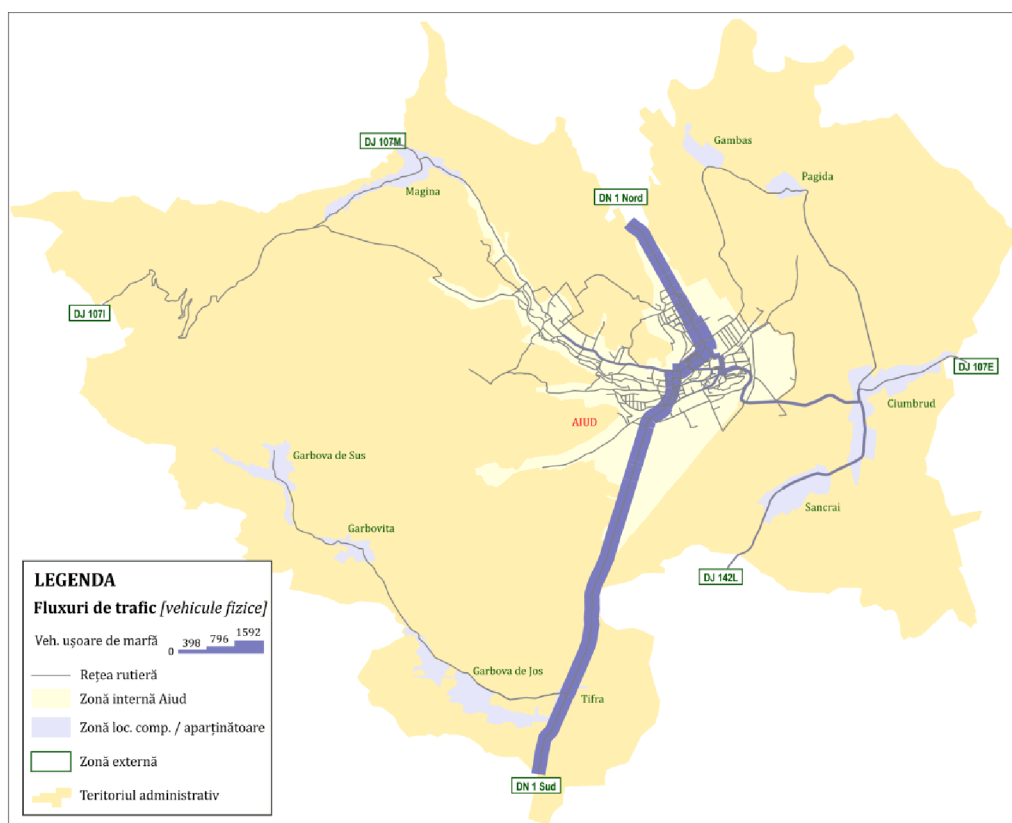 Gambas
DJ 107M
Pagida
Magina
DN 1 Nord
DJ 107I
DJ 107E
Ciumbrud
AIUD
Garbova de Sus
Sancrai
Garbovita
DJ 142L
Garbova de Jos
Tifra
DN 1 Sud
LEGENDA
Fluxuri de trafic [vehicule fizice]
Veh. ușoare de marfă 0 398 796 1592
Rețea rutieră
Zonă internă Aiud
Zonă loc. comp. / aparținătoare
Zonă externă
Teritoriul administrativ